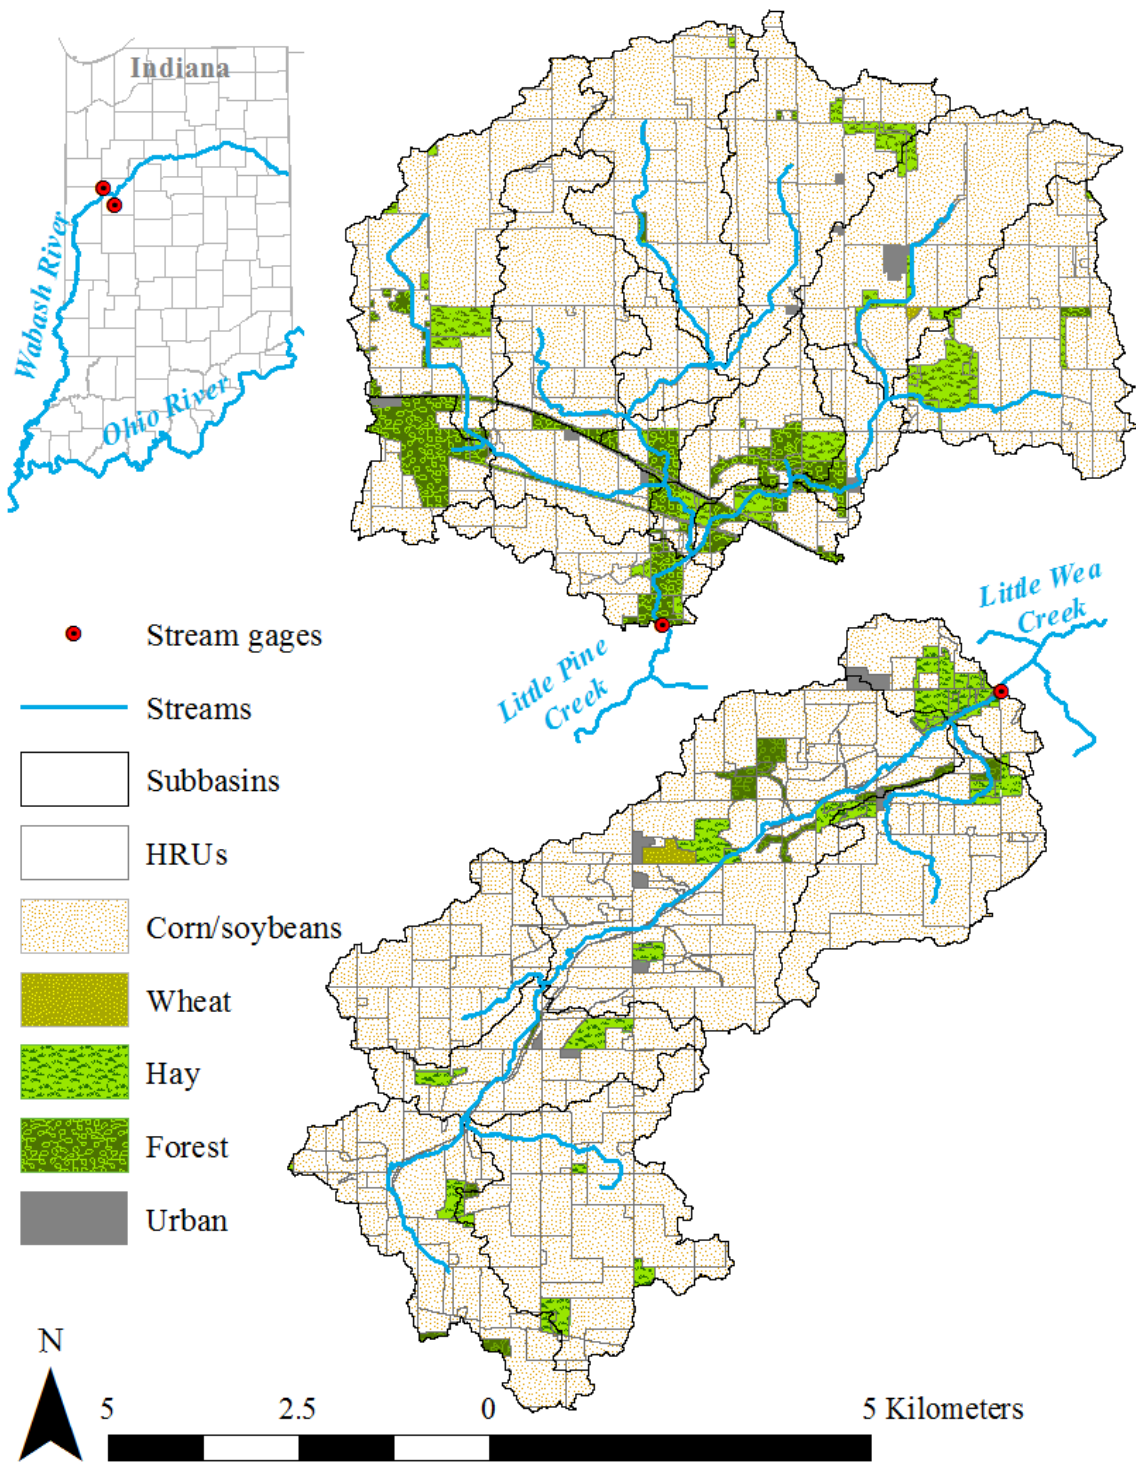 Indiana
Wabash River
Ohio River
Little Wea
Creek
Little Pine
Creek
Stream gages
Streams
Subbasins
HRUs
Corn/soybeans
Wheat
Hay
Forest
Urban
N
5 2.5 0 5 Kilometers